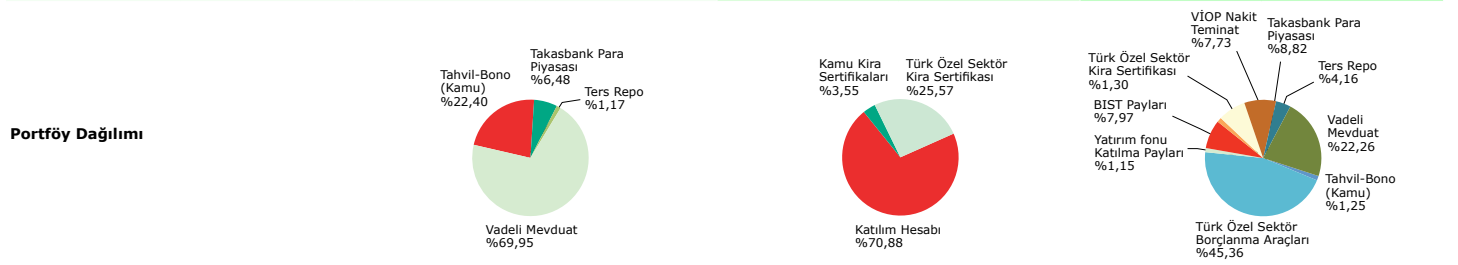 Portföy Dağılımı
Tahvil-Bono
(Kamu)
%22,40
Takasbank Para
Piyasası
%6,48
Ters Repo
%1,17
Vadeli Mevduat
%69,95
Kamu Kira
Sertifikaları
%3,55
Türk Özel Sektör
Kira Sertifikası
%25,57
Katılım Hesabı
%70,88
VİOP Nakit
Teminat
%7,73
Takasbank Para
Piyasası
%8,82
Türk Özel Sektör
Kira Sertifikası
%1,30
Ters Repo
%4,16
BIST Payları
%7,97
Vadeli
Mevduat
%22,26
Yatırım fonu
Katılma Payları
%1,15
Tahvil-Bono
(Kamu)
%1,25
Türk Özel Sektör
Borçlanma Araçları
%45,36